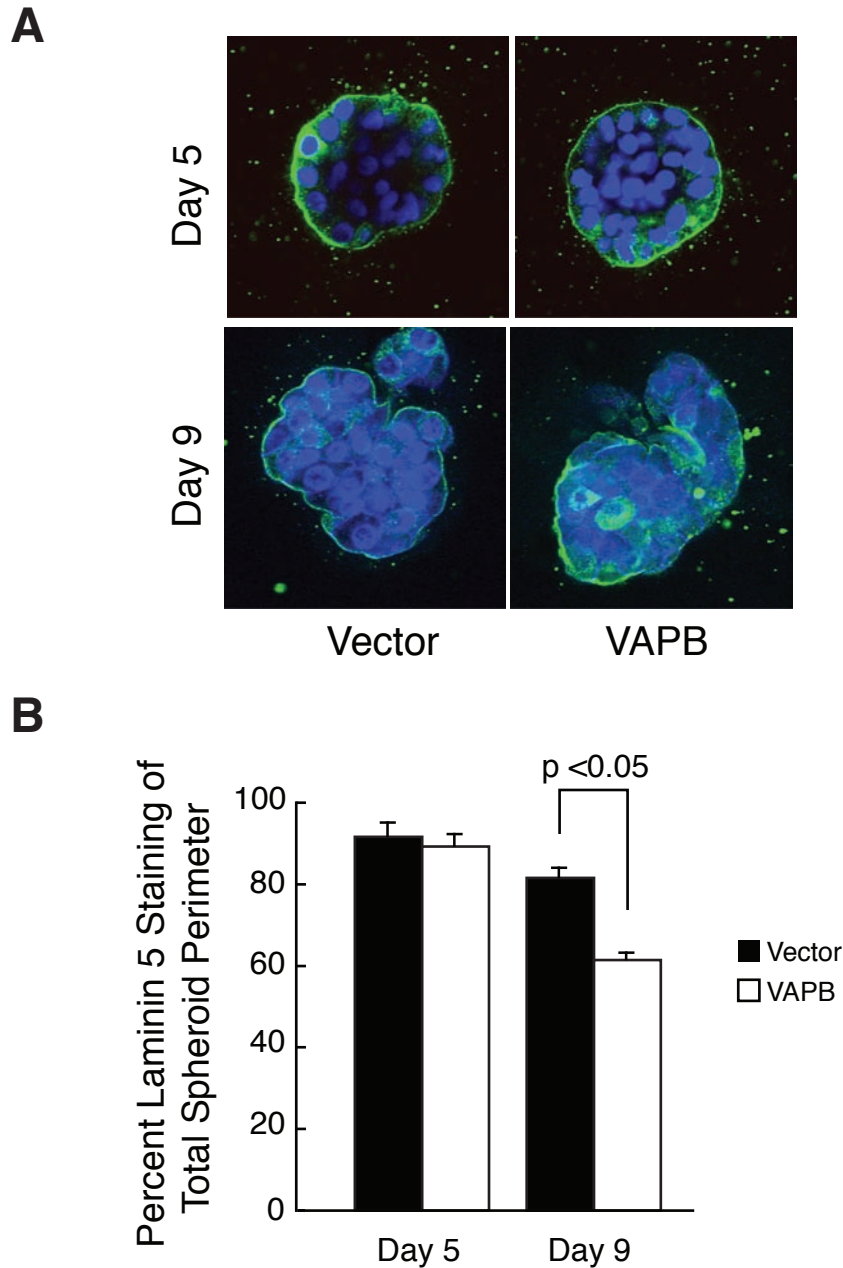 A
Day 5
Day 9
Vector
VAPB
B
Percent Laminin 5 Staining of
Total Spheroid Perimeter
100
80
60
40
20
0
p <0.05
Vector
VAPB
Day 5
Day 9